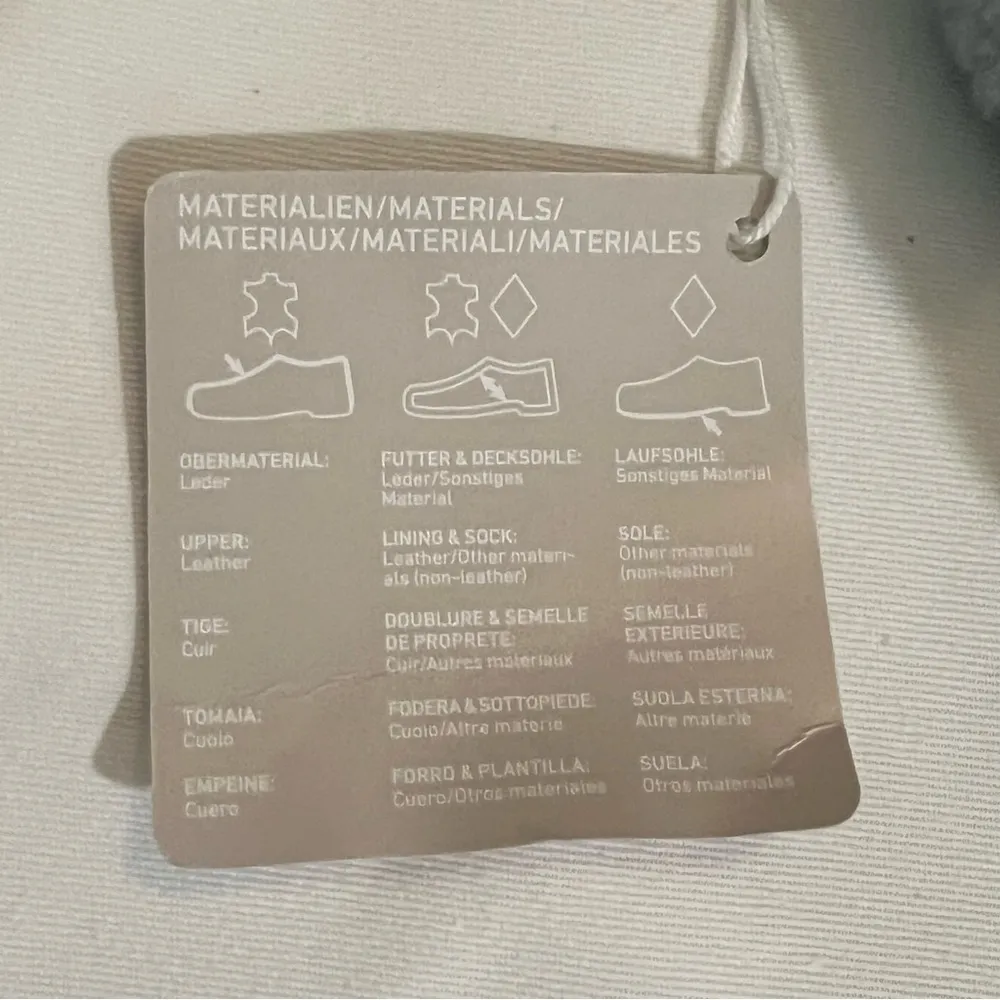 MATERIALIEN/MATERIALS/
MATERIAUX/MATERIALI/MATERIALES
OBERMATERIAL:
Leder
FUTTER & DECKSOHLE:
Leder/Sonstiges
Material
LAUFSOHLE:
Sonstiges Material
UPPER:
Leather
LINING & SOCK:
Leather/Other materi-
als (non-leather)
SOLE:
Other materials
(non-leather)
TIGE:
Cuir
DOUBLURE & SEMELLE
DE PROPRETE:
Cuir/Autres matériaux
SEMELLE
EXTERIEURE:
Autres matériaux
TOMAIA:
Cuoio
FODERA & SOTTOPIEDE:
Cuoio/Altre materie
SUOLA ESTERNA:
Altre materie
EMPEINE:
Cuero
FORRO & PLANTILLA:
Cuero/Otros materiales
SUELA:
Otros materiales